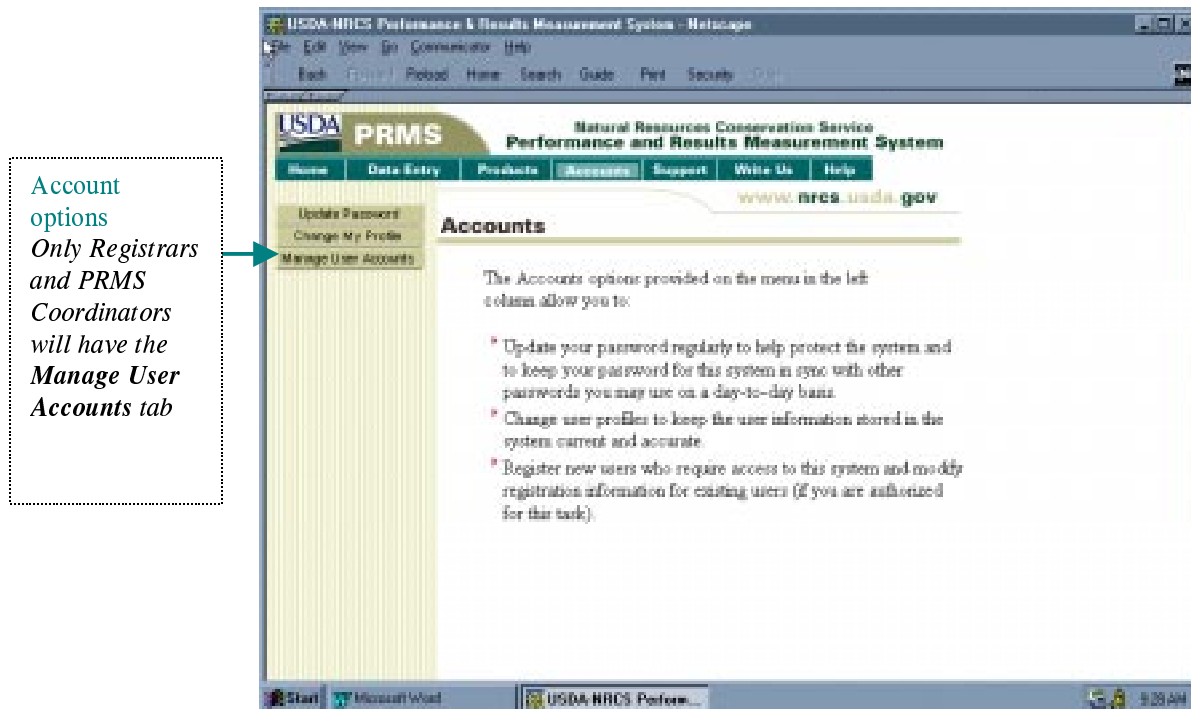 Account
options
Only Registrars
and PRMS
Coordinators
will have the
Manage User
Accounts tab
USDA-NRCS Performance & Results Measurement System - Netscape
File Edit View Go Communicator Help
Back Reload Home Search Guide Print Security
USDA PRMS
Natural Resources Conservation Service
Performance and Results Measurement System
Home Data Entry Products Accounts Support Write Us Help
www.nrcs.usda.gov
Update Password
Change My Profile
Manage User Accounts
Accounts
The Accounts options provided on the menu in the left
column allow you to:
Update your password regularly to help protect the system and
to keep your password for this system in sync with other
passwords you may use on a day-to-day basis.
Change user profiles to keep the user information stored in the
system current and accurate.
Register new users who require access to this system and modify
registration information for existing users (if you are authorized
for this task).
Start Microsoft Word USDA-NRCS Perform... 9:28 AM